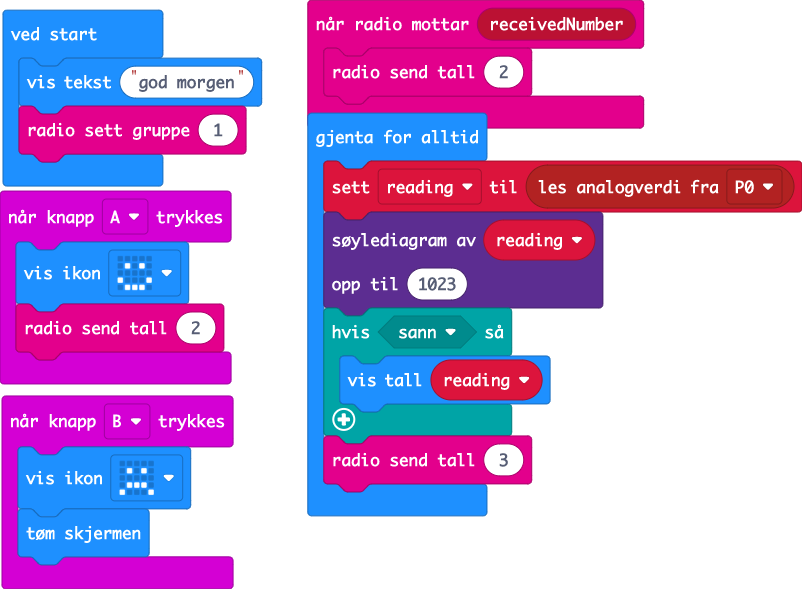 ved start
vis tekst "god morgen"
radio sett gruppe 1
når knapp A trykkes
vis ikon
radio send tall 2
når knapp B trykkes
vis ikon
tøm skjermen
når radio mottar receivedNumber
radio send tall 2
gjenta for alltid
sett reading til les analogverdi fra P0
søylediagram av reading
opp til 1023
hvis sann så
vis tall reading
radio send tall 3